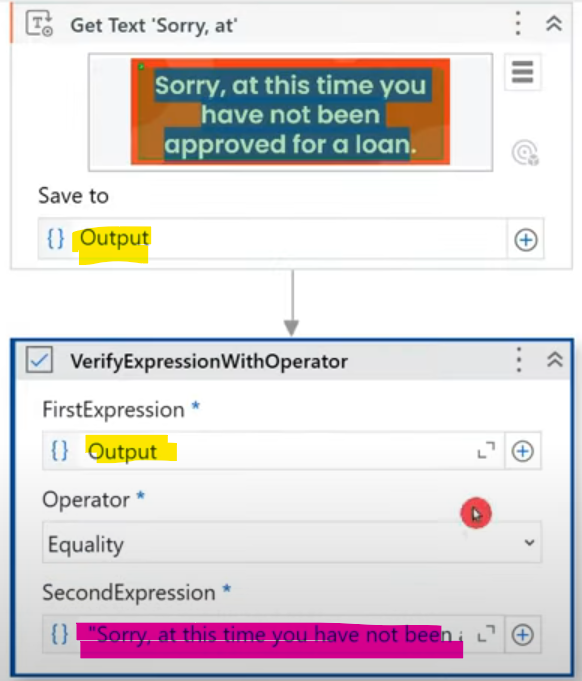 Get Text 'Sorry, at'
Sorry, at this time you
have not been
approved for a loan.
Save to
{} Output
VerifyExpressionWithOperator
FirstExpression *
{} Output
Operator *
Equality
SecondExpression *
{} "Sorry, at this time you have not been